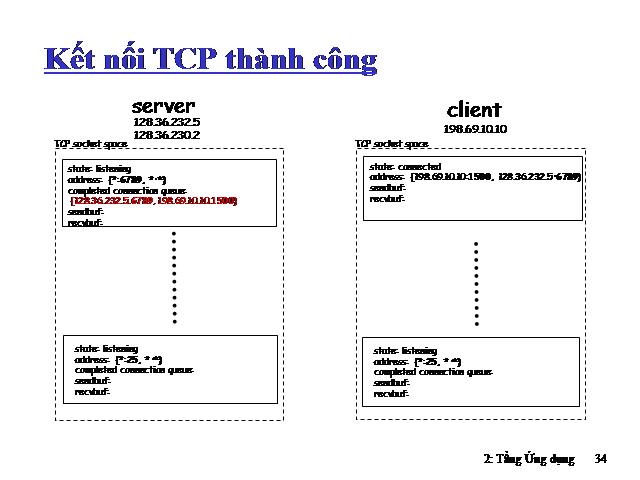 Kết nối TCP thành công
server
128.36.232.5
128.36.230.2
TCP socket space
state: listening
address: {*:6789, *:*}
completed connection queue:
{128.36.232.5.6789, 198.69.10.10.1500}
sendbuf:
recvbuf:
state: listening
address: {*:25, *:*}
completed connection queue:
sendbuf:
recvbuf:
client
198.69.10.10
TCP socket space
state: connected
address: {198.69.10.10:1500, 128.36.232.5:6789}
sendbuf:
recvbuf:
state: listening
address: {*:25, *:*}
completed connection queue:
sendbuf:
recvbuf:
2: Tầng Ứng dụng 34